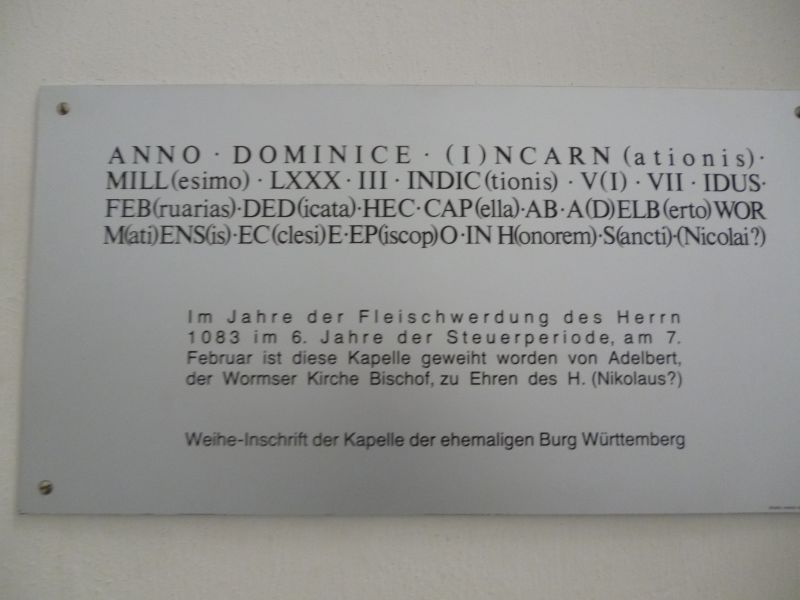 ANNO · DOMINICE · (I)NCARN (ationis) ·
MILL(esimo) · LXXX · III · INDIC(tionis) · V(I) · VII · IDUS·
FEB(ruarias)·DED(icata)·HEC·CAP(ella)·AB·A(D)ELB(erto)WOR
M(ati)ENS(is)·EC(clesi)E·EP(iscop)O·IN H(onorem)·S(ancti)·(Nicolai?)
Im Jahre der Fleischwerdung des Herrn
1083 im 6. Jahre der Steuerperiode, am 7.
Februar ist diese Kapelle geweiht worden von Adelbert,
der Wormser Kirche Bischof, zu Ehren des H. (Nikolaus?)
Weihe-Inschrift der Kapelle der ehemaligen Burg Württemberg